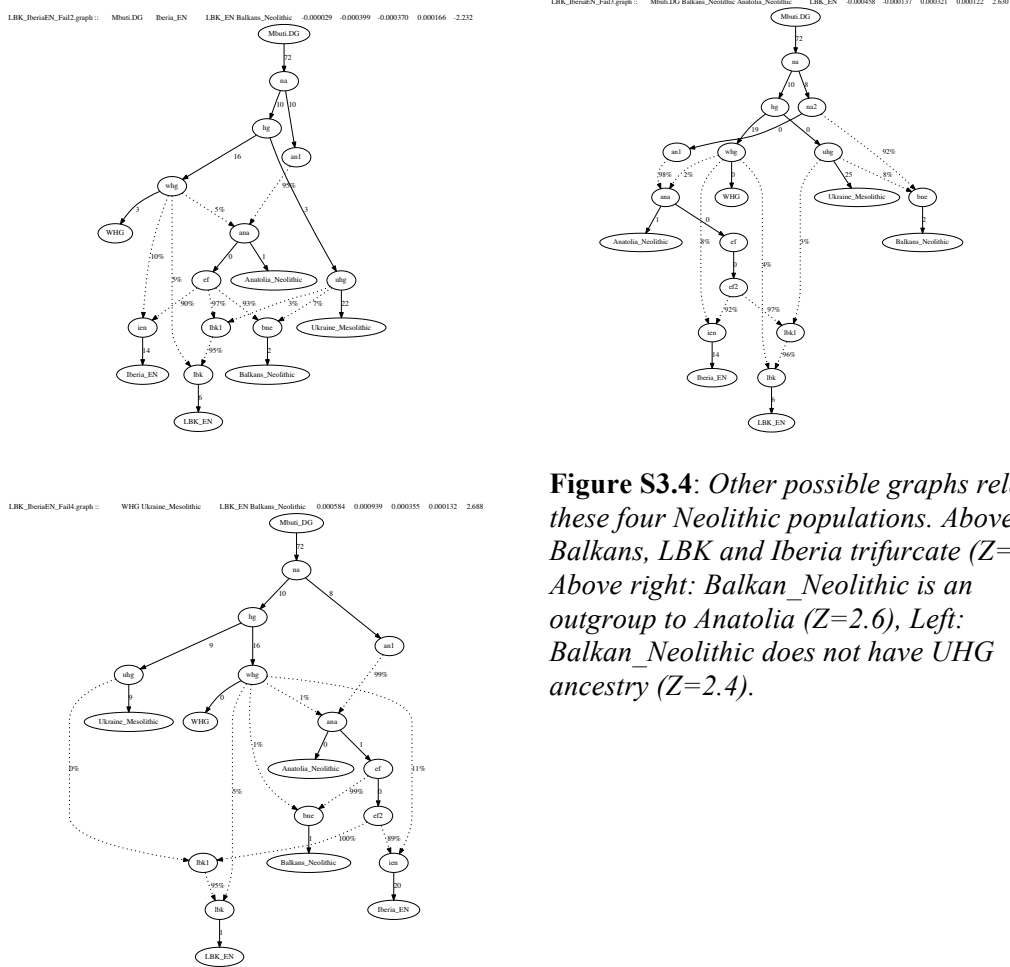 LBK_IberiaEN_Fail2.graph :: Mbuti.DG Iberia_EN LBK_EN Balkans_Neolithic -0.000029 -0.000399 -0.000370 0.000166 -2.232
Mbuti.DG
72
na
10 10
hg
an1
16
95%
3
whg
3
5%
WHG
ana
10%
5%
0
1
ef
Anatolia_Neolithic
uhg
90% 97% 93% 3% 7% 22
ien
lbk1
bne
Ukraine_Mesolithic
14
95%
2
Iberia_EN
lbk
Balkans_Neolithic
6
LBK_EN
LBK_IberiaEN_Fail3.graph :: Mbuti.DG Balkans_Neolithic Anatolia_Neolithic LBK_EN -0.000458 -0.000137 0.000321 0.000122 2.630
Mbuti.DG
72
na
10 8
hg
na2
19 0 0
an1
whg
uhg
92%
98% 2% 0 25 8%
ana
WHG
Ukraine_Mesolithic
bne
1
0
2
Anatolia_Neolithic
8%
ef
3%
Balkans_Neolithic
0
4%
ef2
92% 97%
ien
lbk1
14
96%
Iberia_EN
lbk
6
LBK_EN
LBK_IberiaEN_Fail4.graph :: WHG Ukraine_Mesolithic LBK_EN Balkans_Neolithic 0.000584 0.000939 0.000355 0.000132 2.688
Mbuti_DG
72
na
10 8
hg
9 16
an1
uhg
whg
99%
9 0 1%
Ukraine_Mesolithic
WHG
ana
0 1
0%
5%
1%
Anatolia_Neolithic
ef
11%
99% 0
bne
ef2
1 100% 89%
lbk1
Balkans_Neolithic
ien
95%
20
lbk
Iberia_EN
1
LBK_EN
Figure S3.4: Other possible graphs
these four Neolithic populations. Above
Balkans, LBK and Iberia trifurcate (Z=
Above right: Balkan_Neolithic is an
outgroup to Anatolia (Z=2.6), Left:
Balkan_Neolithic does not have UHG
ancestry (Z=2.4).